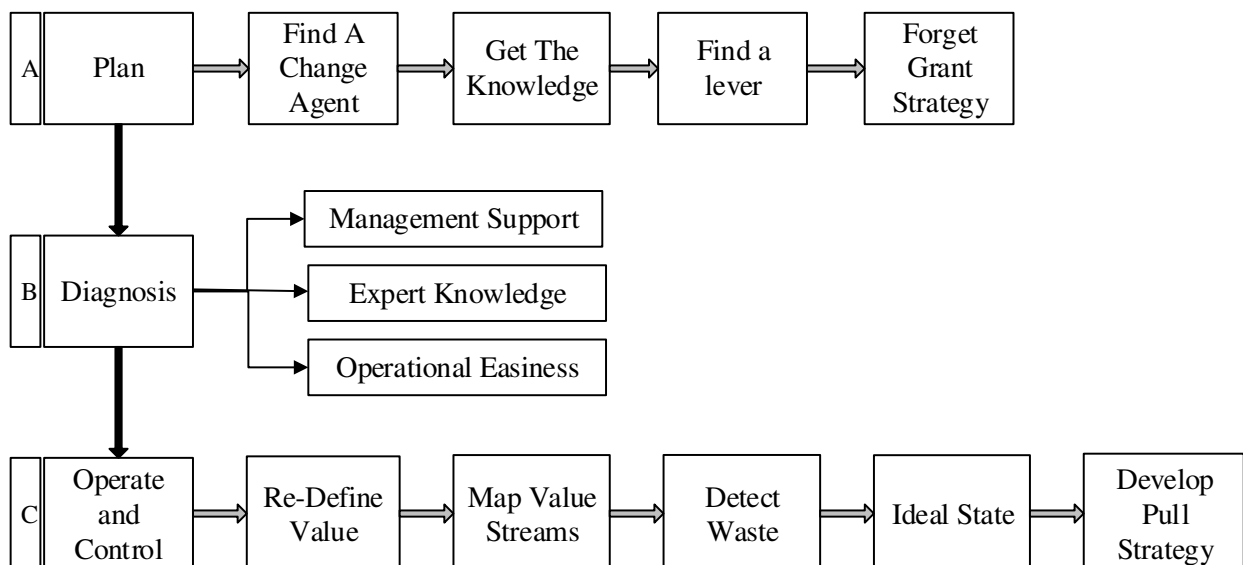 A
Plan
Find A
Change
Agent
Get The
Knowledge
Find a
lever
Forget
Grant
Strategy
B
Diagnosis
Management Support
Expert Knowledge
Operational Easiness
C
Operate
and
Control
Re-Define
Value
Map Value
Streams
Detect
Waste
Ideal State
Develop
Pull
Strategy